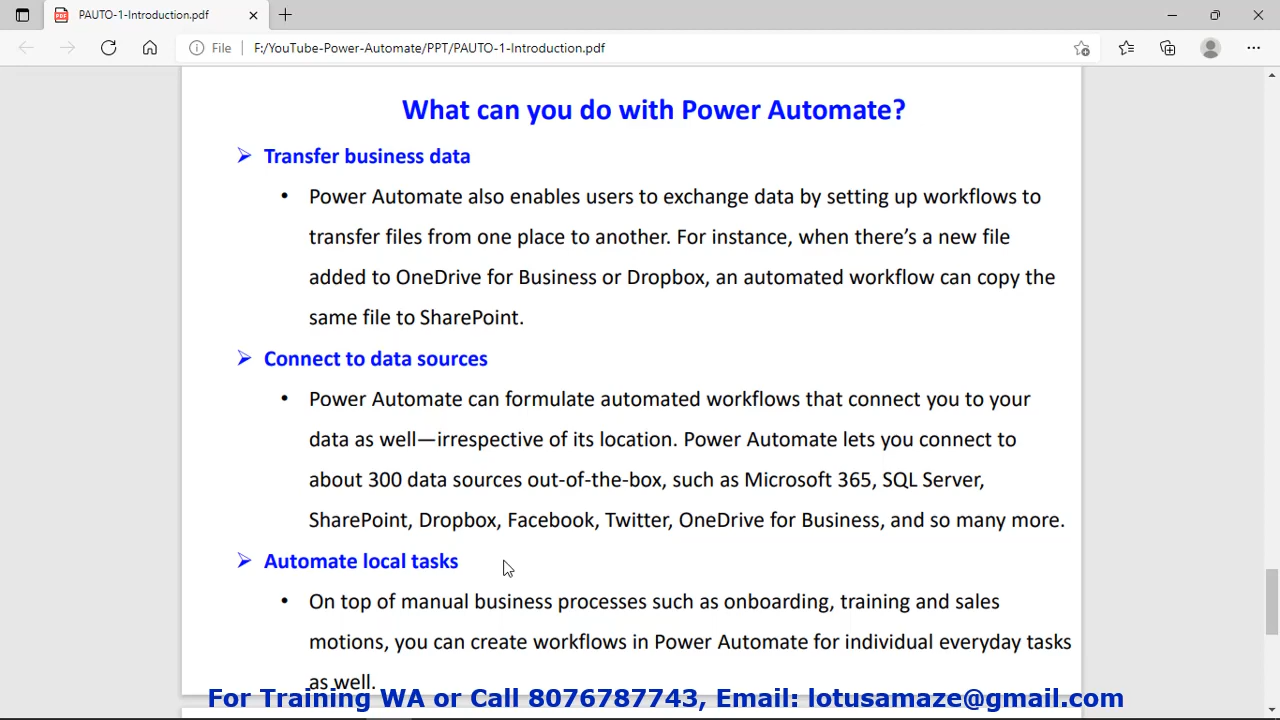 PAUTO-1-Introduction.pdf
File F:/YouTube-Power-Automate/PPT/PAUTO-1-Introduction.pdf
What can you do with Power Automate?
Transfer business data
• Power Automate also enables users to exchange data by setting up workflows to
transfer files from one place to another. For instance, when there’s a new file
added to OneDrive for Business or Dropbox, an automated workflow can copy the
same file to SharePoint.
Connect to data sources
• Power Automate can formulate automated workflows that connect you to your
data as well—irrespective of its location. Power Automate lets you connect to
about 300 data sources out-of-the-box, such as Microsoft 365, SQL Server,
SharePoint, Dropbox, Facebook, Twitter, OneDrive for Business, and so many more.
Automate local tasks
• On top of manual business processes such as onboarding, training and sales
motions, you can create workflows in Power Automate for individual everyday tasks
as well.
For Training WA or Call 8076787743, Email: lotusamaze@gmail.com